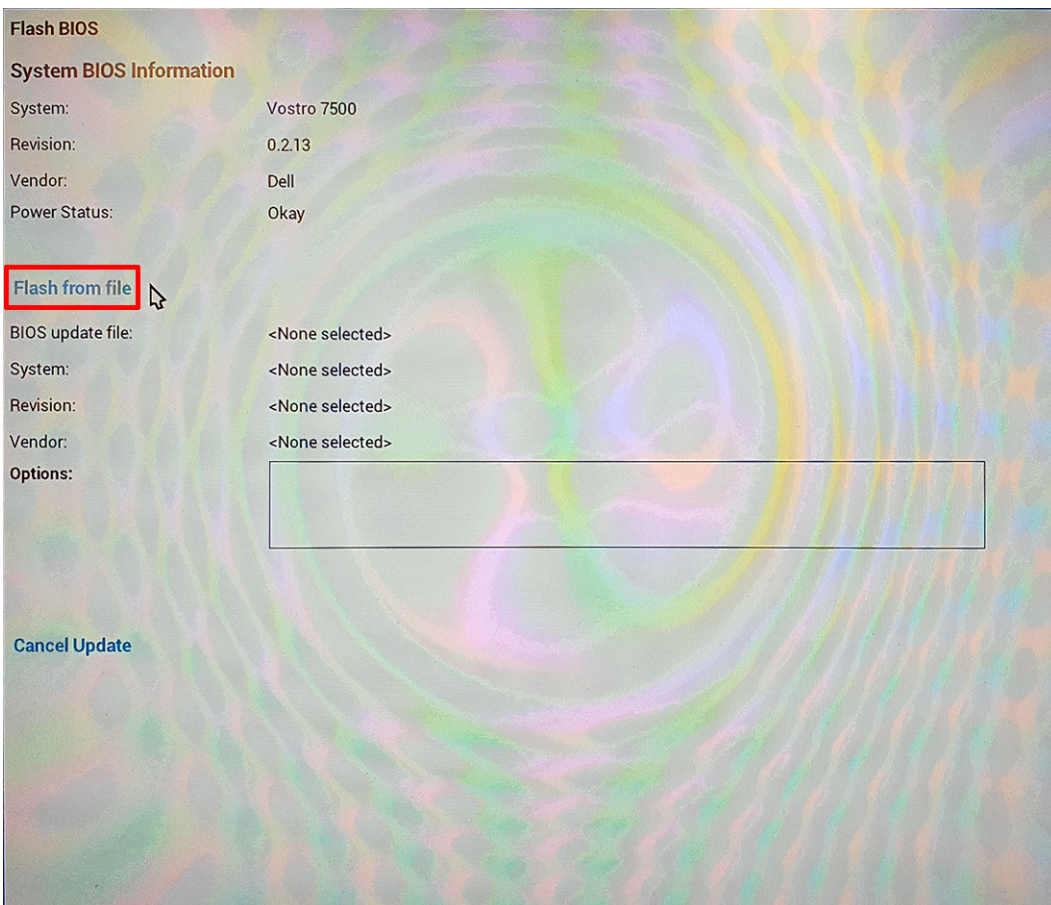 Flash BIOS
System BIOS Information
System: Vostro 7500
Revision: 0.2.13
Vendor: Dell
Power Status: Okay
Flash from file
BIOS update file: <None selected>
System: <None selected>
Revision: <None selected>
Vendor: <None selected>
Options:
Cancel Update